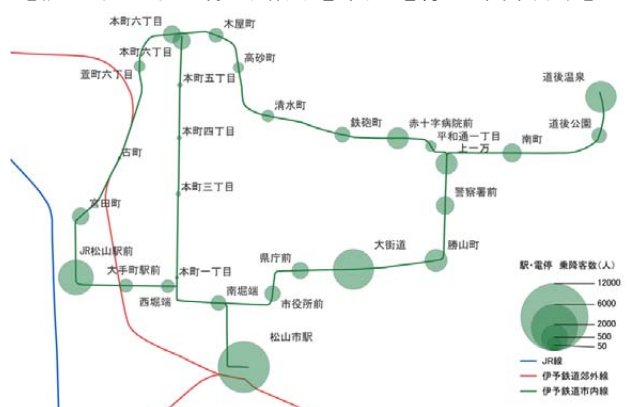 本町六丁目
木屋町
本町六丁目
高砂町
萱町六丁目
本町五丁目
道後温泉
清水町
鉄砲町
赤十字病院前
道後公園
本町四丁目
平和通一丁目
上一万
南町
古町
本町三丁目
警察署前
宮田町
JR松山駅前
大手町駅前
本町一丁目
県庁前
大街道
勝山町
西堀端
南堀端
市役所前
松山市駅
駅・電停 乗降客数(人)
12000
6000
2000
500
50
JR線
伊予鉄道郊外線
伊予鉄道市内線